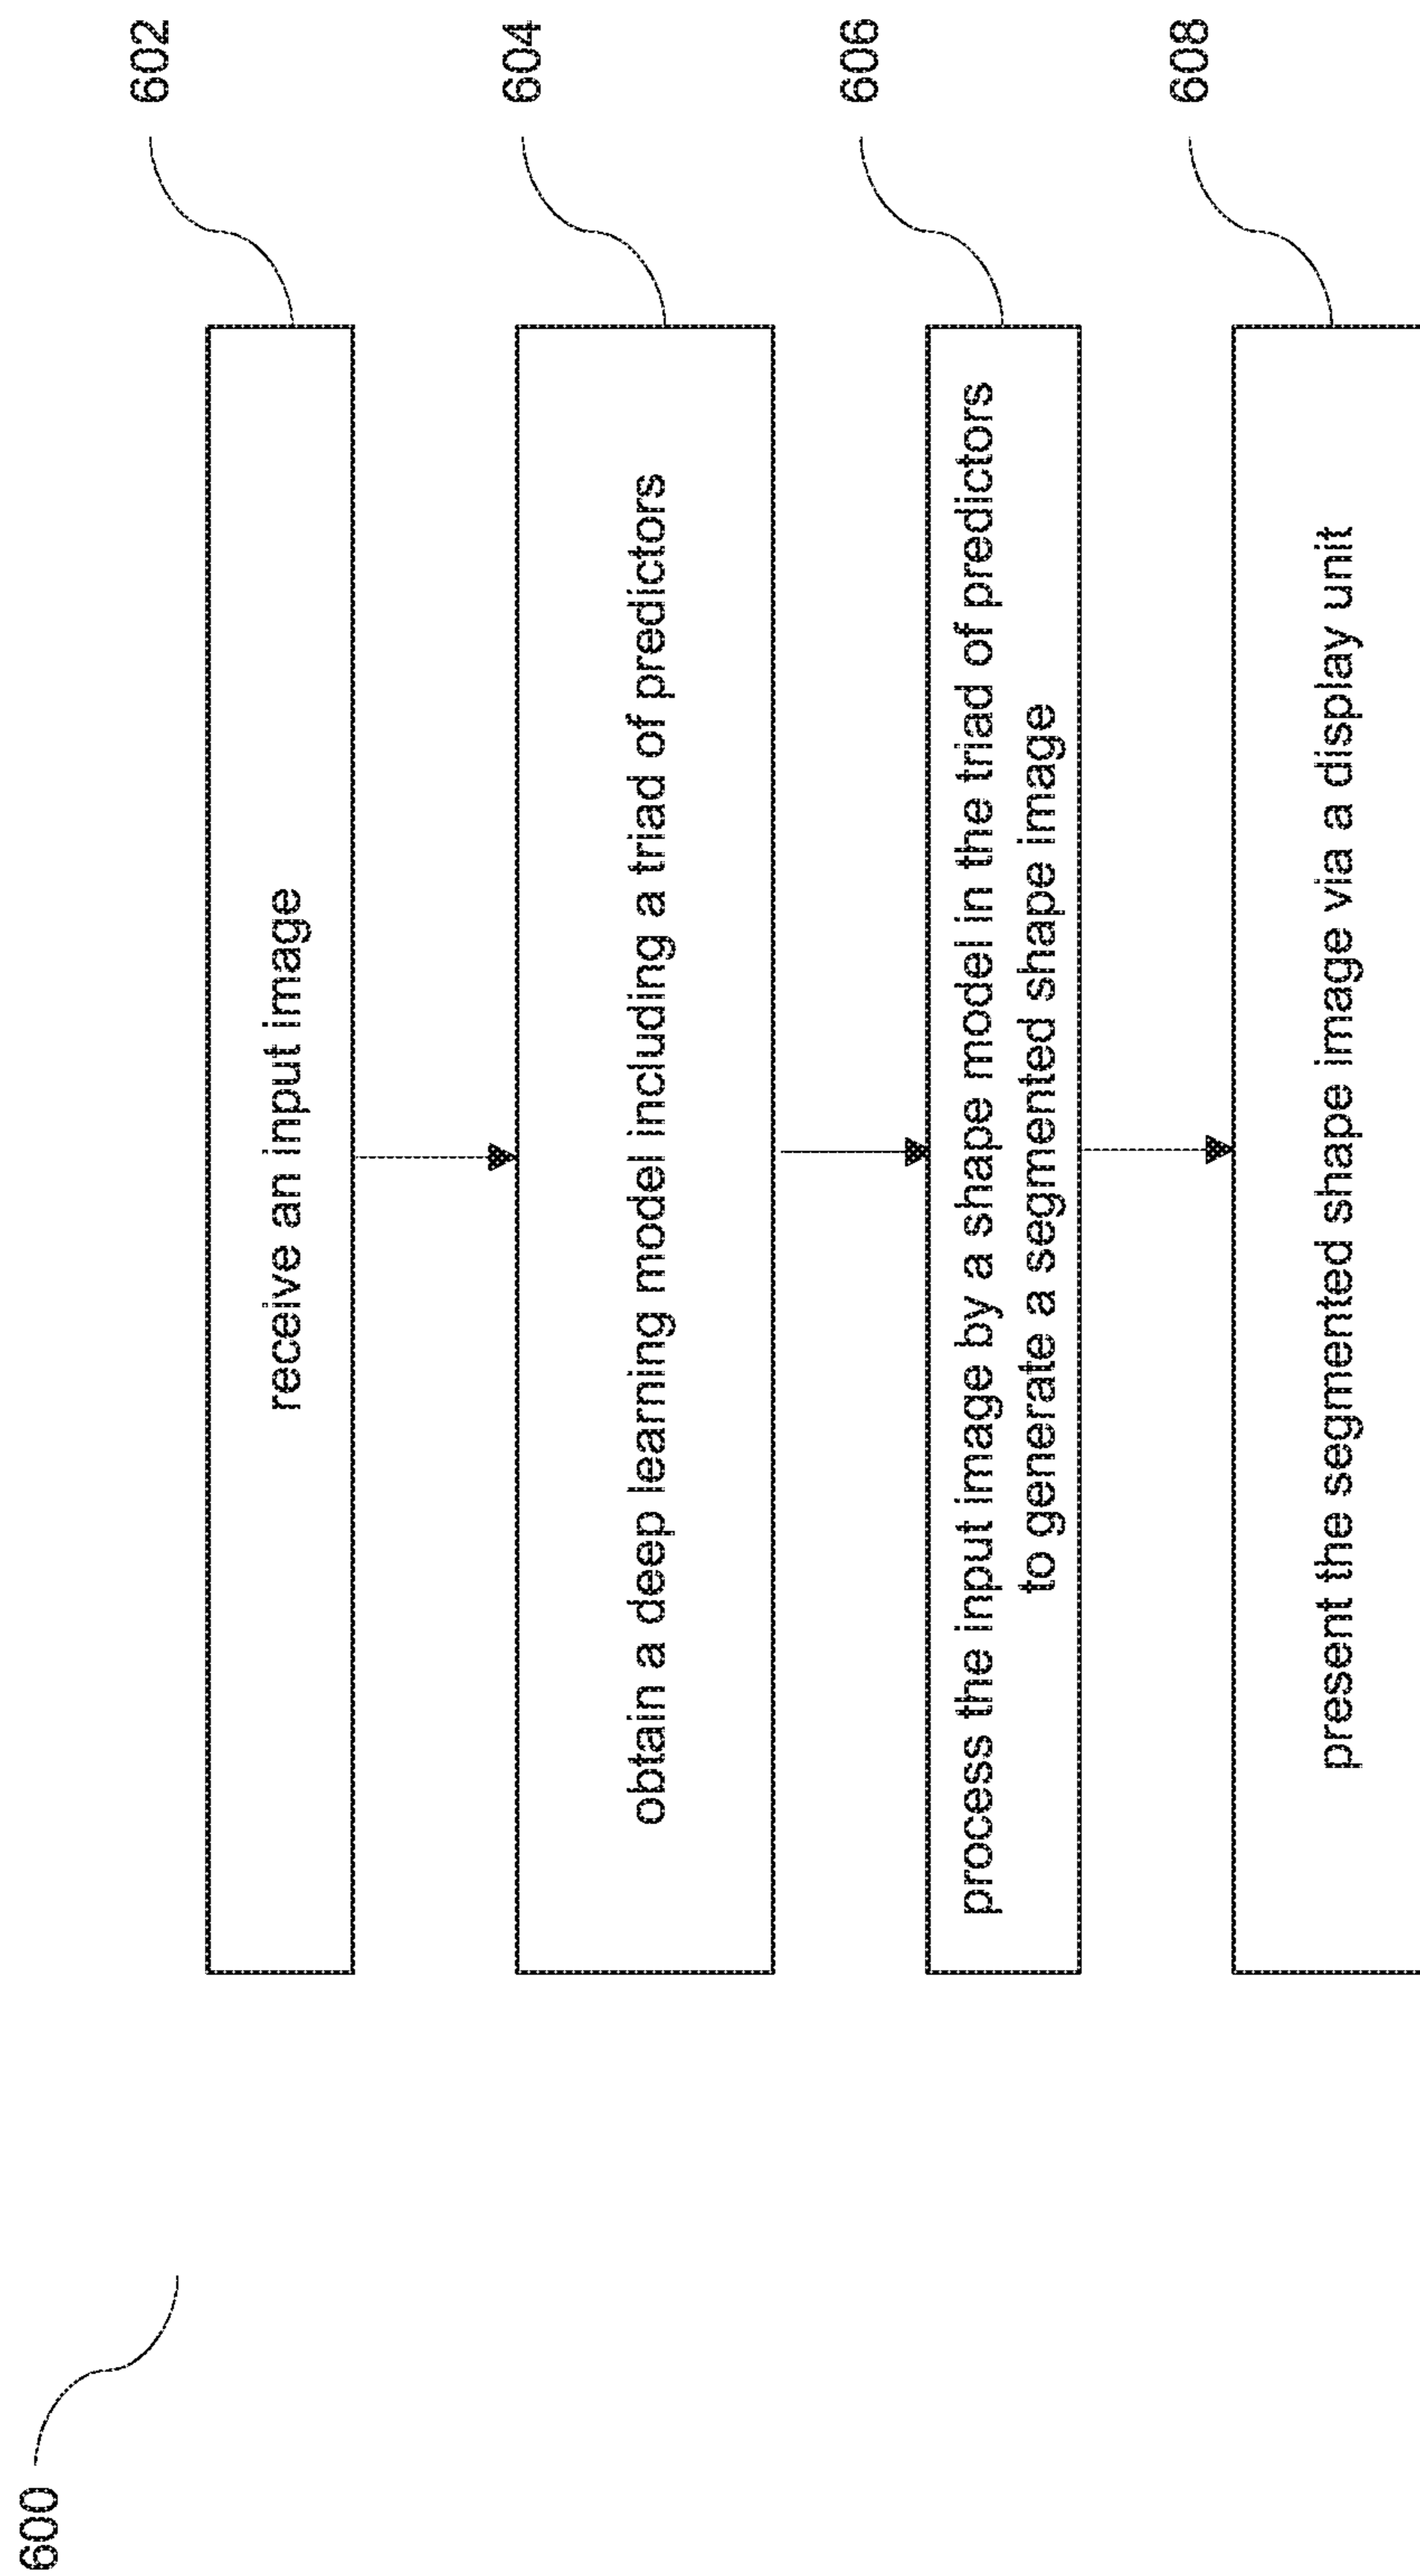 600
602
receive an input image
604
obtain a deep learning model including a triad of predictors
606
process the input image by a shape model in the triad of predictors
to generate a segmented shape image
608
present the segmented shape image via a display unit